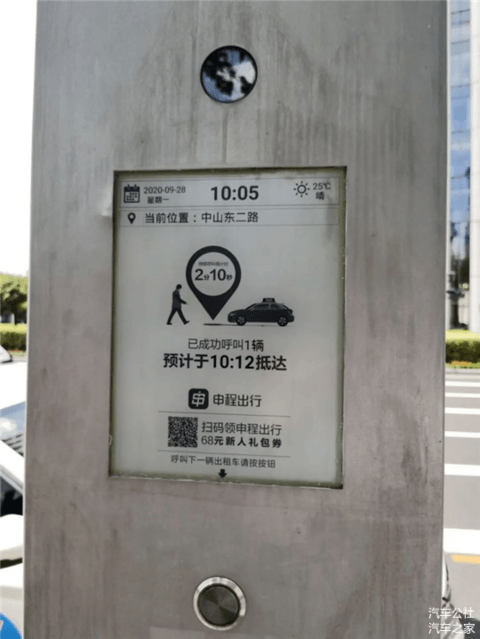 2020-09-28
星期一
10:05
25℃
晴
当前位置：中山东二路
2分10秒
已成功呼叫1辆
预计于10:12抵达
申程出行
扫码领申程出行
68元新人礼包券
呼叫下一辆出租车请按按钮
汽车公社
汽车之家